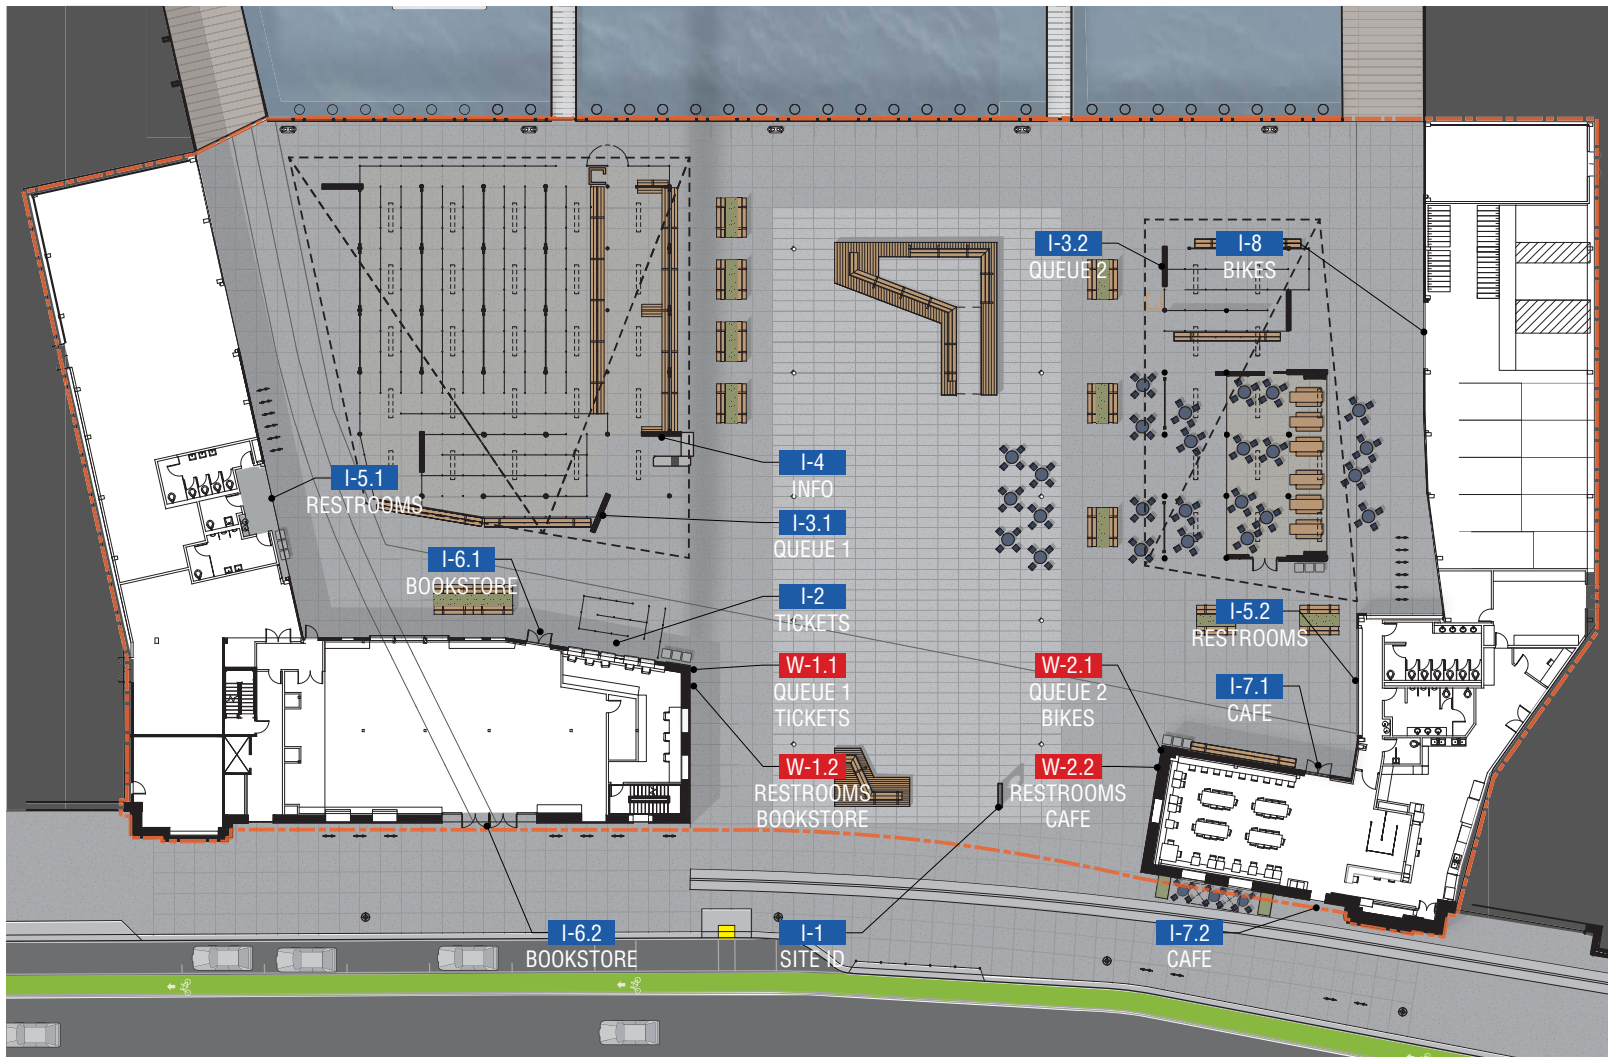 I-3.2
QUEUE 2
I-8
BIKES
I-5.1
RESTROOMS
I-4
INFO
I-3.1
QUEUE 1
I-6.1
BOOKSTORE
I-2
TICKETS
I-5.2
RESTROOMS
W-1.1
QUEUE 1
TICKETS
W-2.1
QUEUE 2
BIKES
I-7.1
CAFE
W-1.2
RESTROOMS
BOOKSTORE
W-2.2
RESTROOMS
CAFE
I-6.2
BOOKSTORE
I-1
SITE ID
I-7.2
CAFE